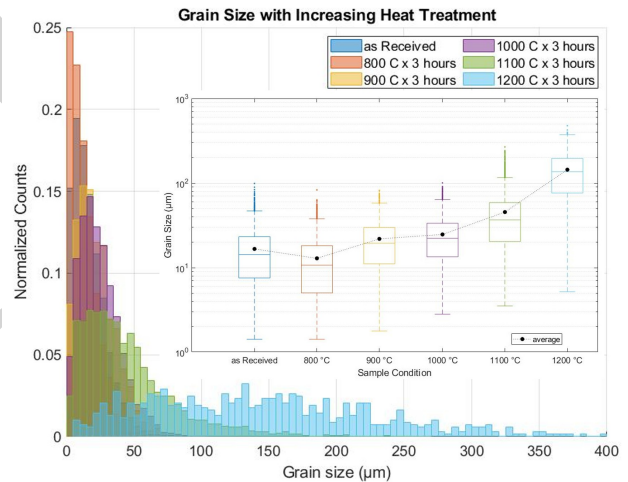 Grain Size with Increasing Heat Treatment
as Received
800 C x 3 hours
900 C x 3 hours
1000 C x 3 hours
1100 C x 3 hours
1200 C x 3 hours
Normalized Counts
0.25
0.2
0.15
0.1
0.05
0
Grain Size (μm)
10³
10²
10¹
10⁰
average
as Received 800 °C 900 °C 1000 °C 1100 °C 1200 °C
Sample Condition
0 50 100 150 200 250 300 350 400
Grain size (μm)